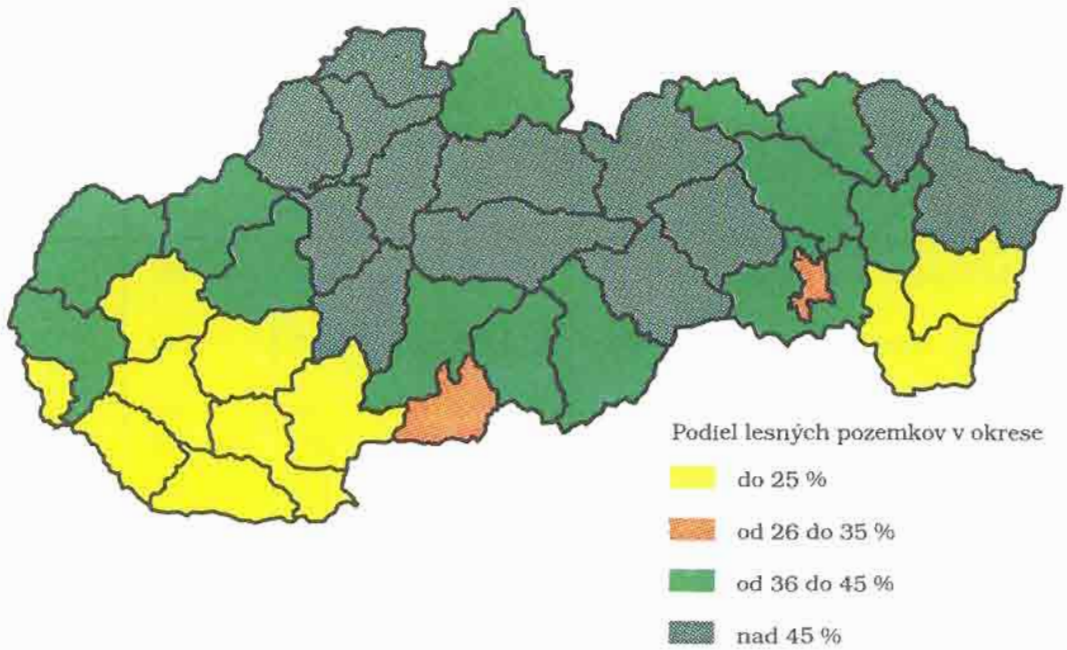 Podiel lesných pozemkov v okrese
do 25 %
od 26 do 35 %
od 36 do 45 %
nad 45 %